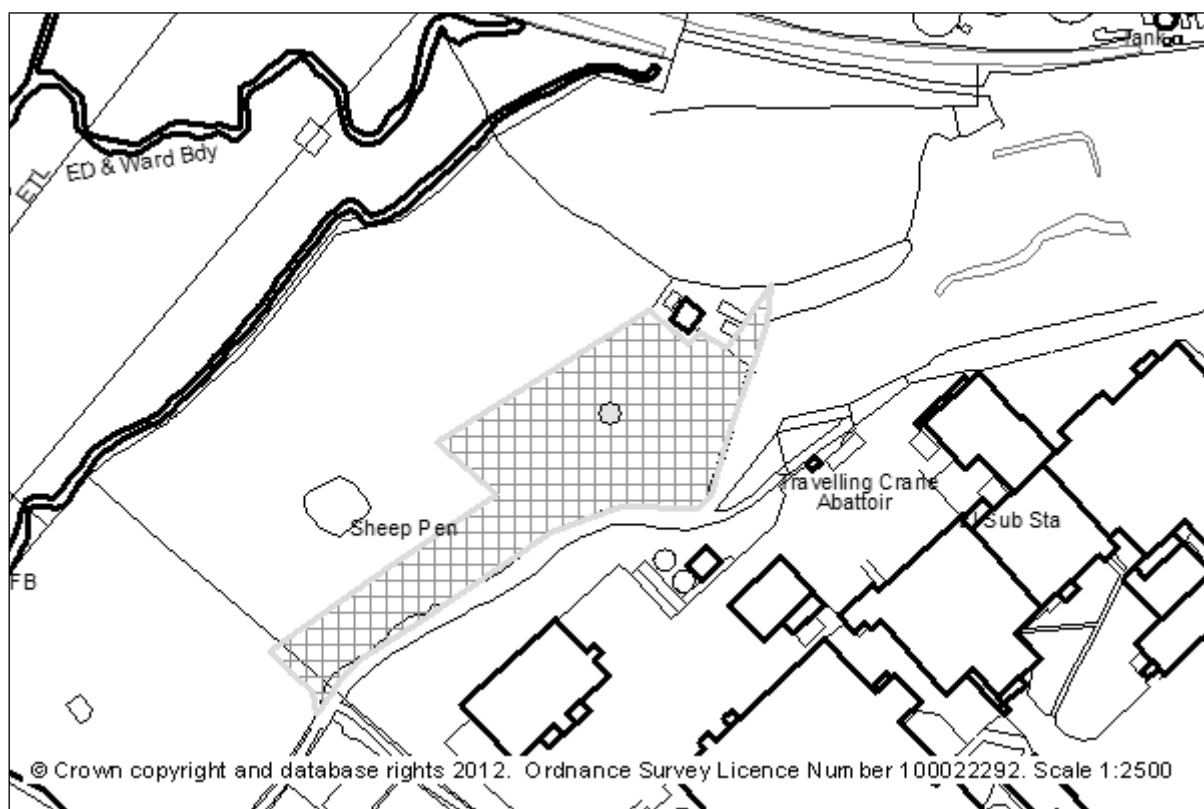 Tank
ED & Ward Bdy
ETL
Travelling Crane
Abattoir
El Sub Sta
Sheep Pen
FB
© Crown copyright and database rights 2012. Ordnance Survey Licence Number 100022292. Scale 1:2500